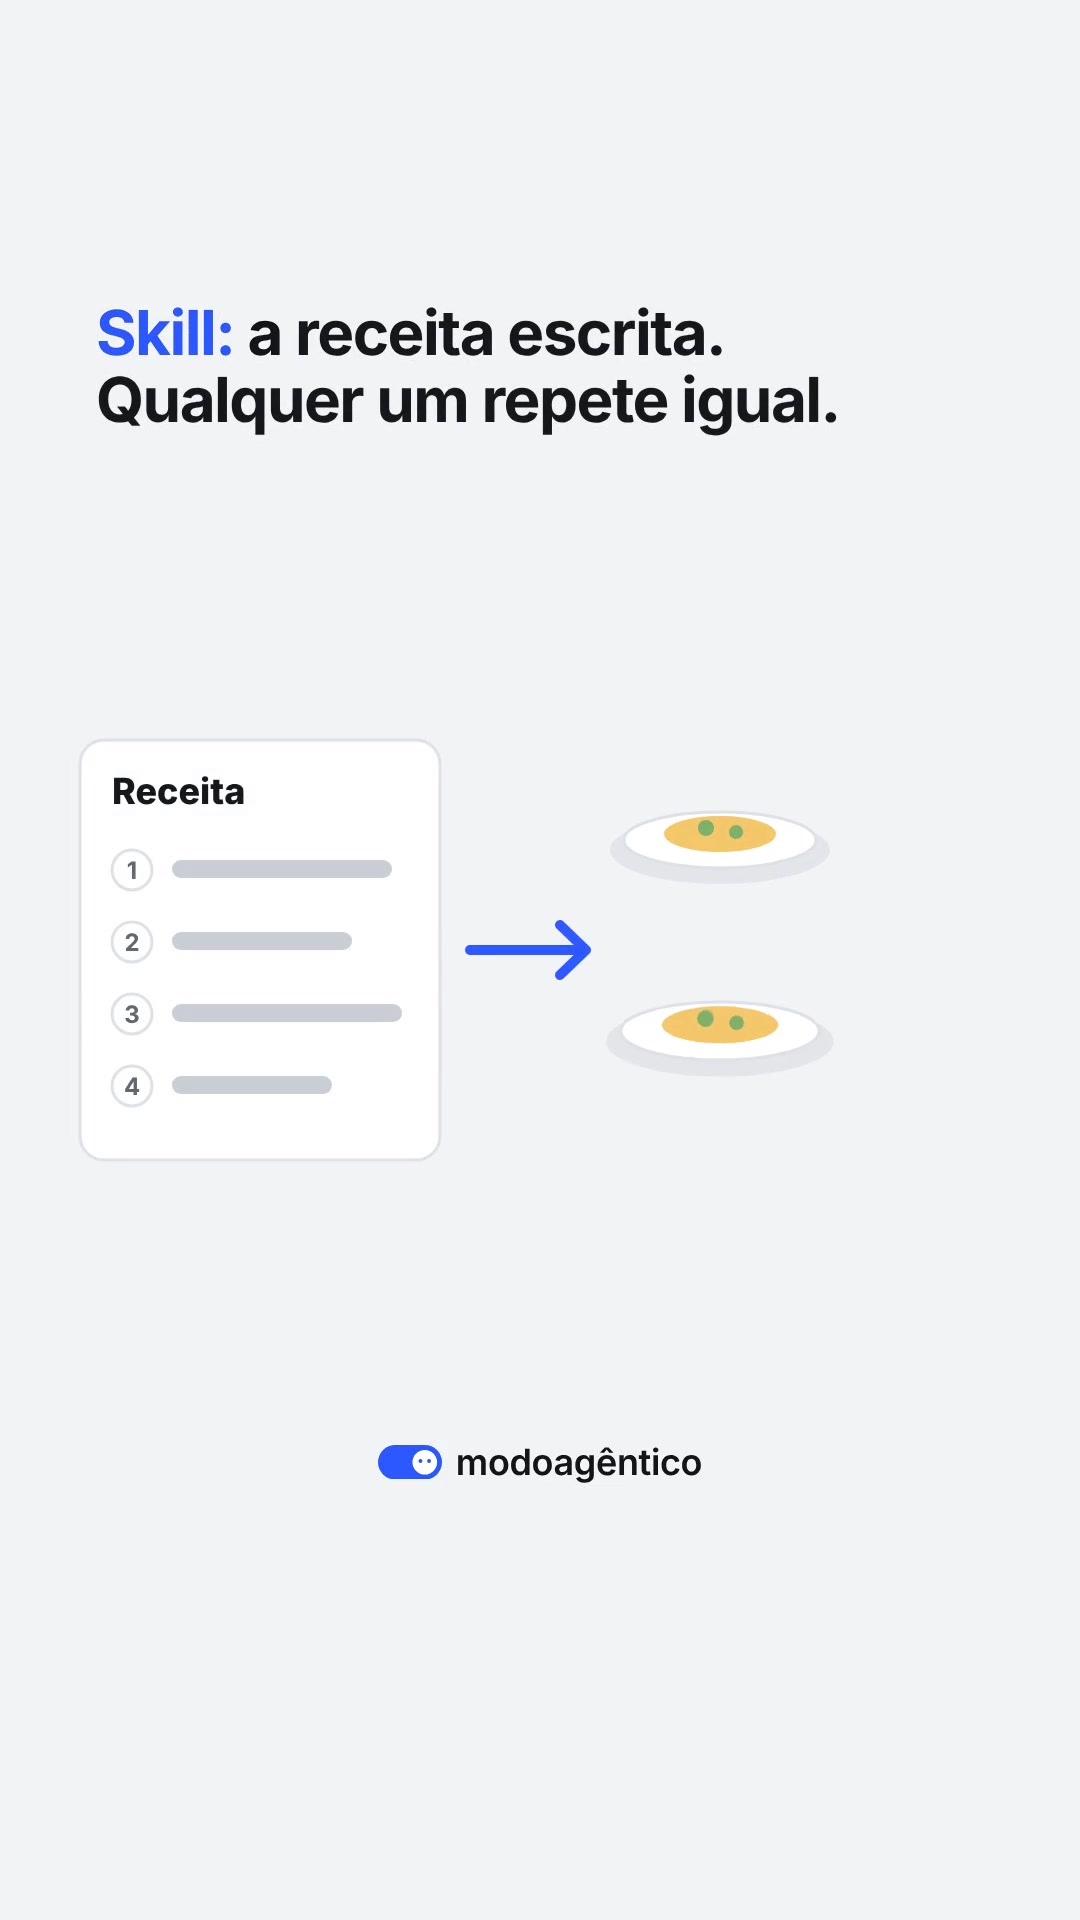 Skill: a receita escrita.
Qualquer um repete igual.
Receita
1
2
3
4
modoagêntico